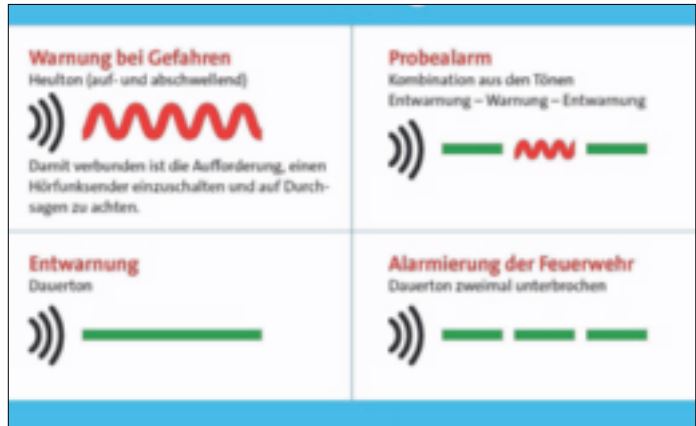 Warnung bei Gefahren
Heulton (auf- und abschwellend)
Damit verbunden ist die Aufforderung, einen
Hörfunksender einzuschalten und auf Durch-
sagen zu achten.
Probealarm
Kombination aus den Tönen
Entwarnung – Warnung – Entwarnung
Entwarnung
Dauerton
Alarmierung der Feuerwehr
Dauerton zweimal unterbrochen